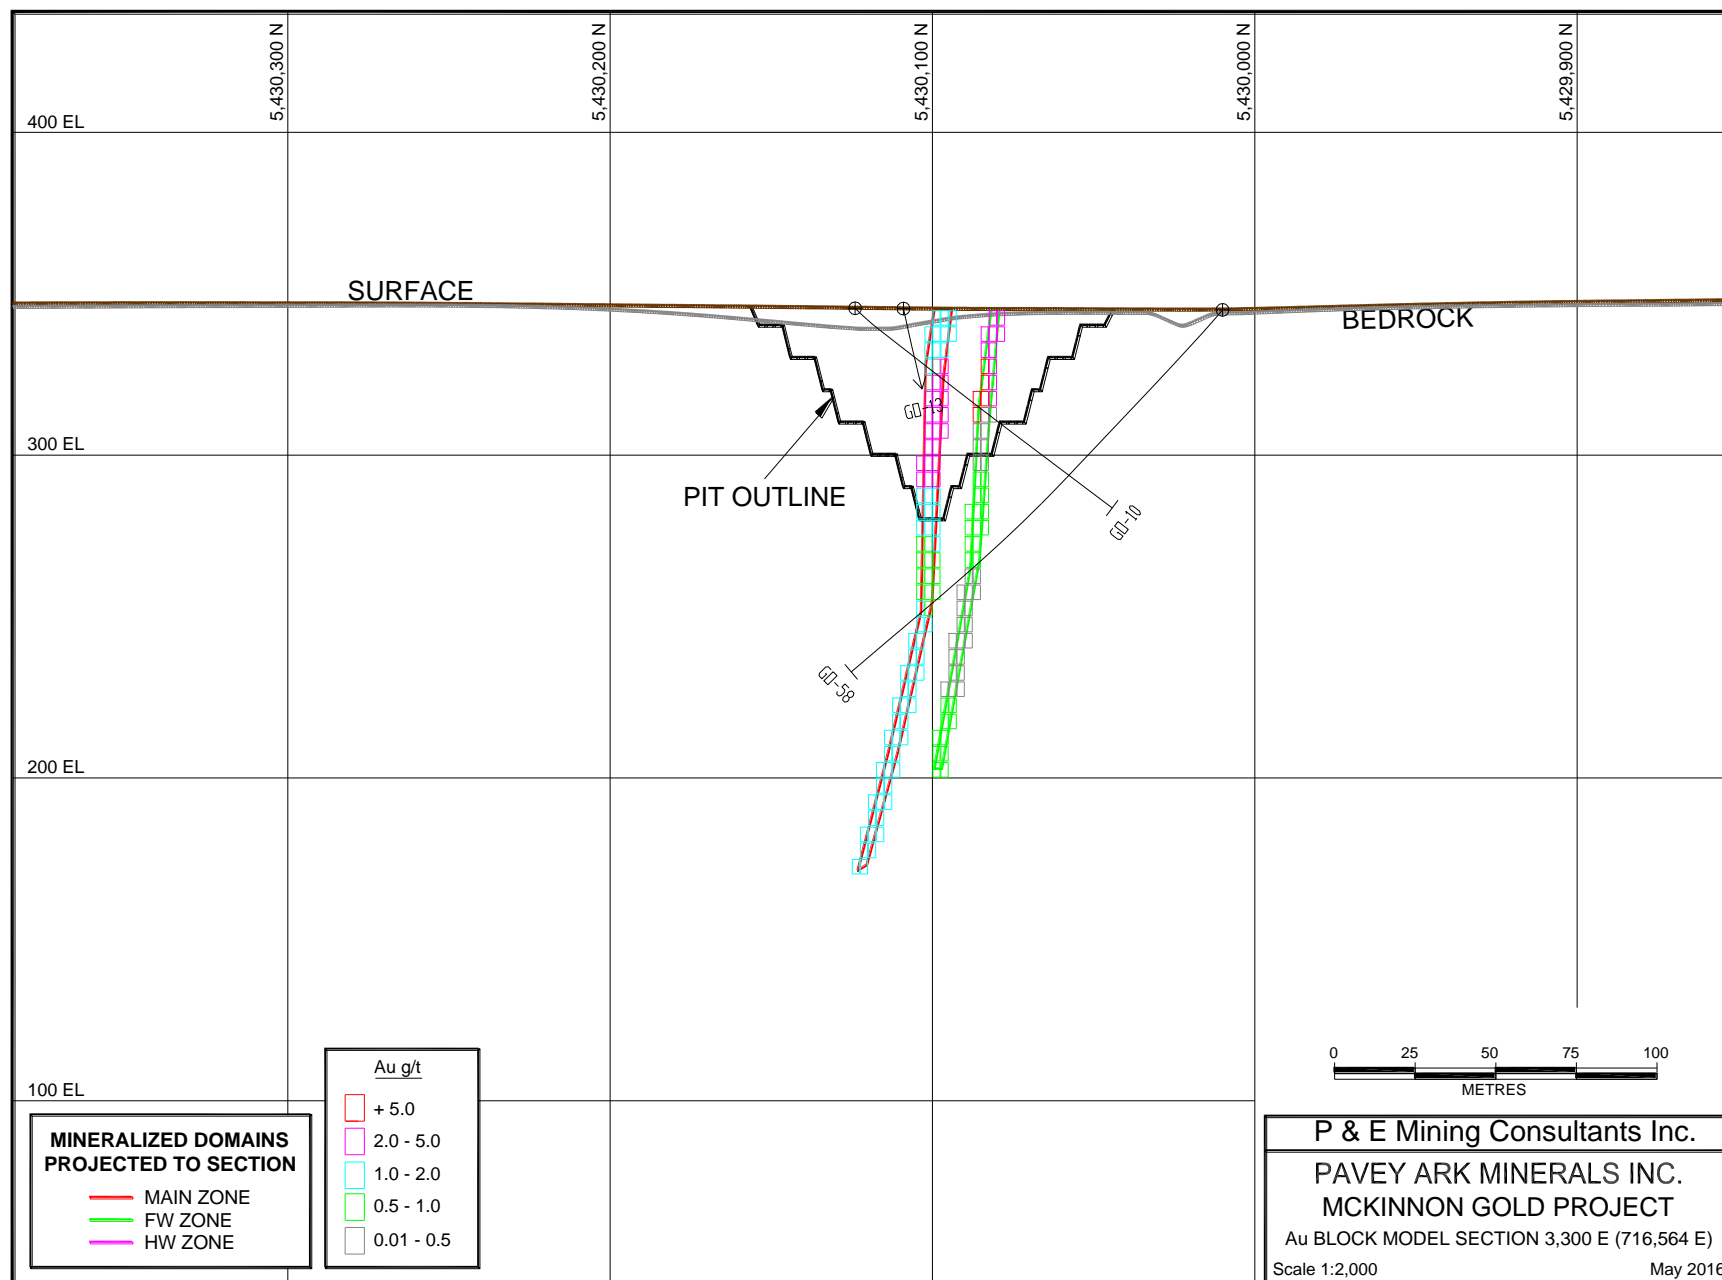 5,430,300 N
5,430,200 N
5,430,100 N
5,430,000 N
5,429,900 N
400 EL
SURFACE
BEDROCK
GO-13
300 EL
PIT OUTLINE
GO-10
GO-58
200 EL
100 EL
MINERALIZED DOMAINS
PROJECTED TO SECTION
MAIN ZONE
FW ZONE
HW ZONE
Au g/t
+ 5.0
2.0 - 5.0
1.0 - 2.0
0.5 - 1.0
0.01 - 0.5
0 25 50 75 100
METRES
P & E Mining Consultants Inc.
PAVEY ARK MINERALS INC.
MCKINNON GOLD PROJECT
Au BLOCK MODEL SECTION 3,300 E (716,564 E)
Scale 1:2,000 May 2016